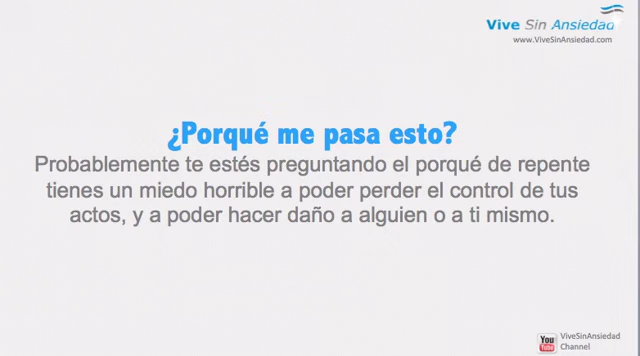 Vive Sin Ansiedad
www.ViveSinAnsiedad.com
¿Porqué me pasa esto?
Probablemente te estés preguntando el porqué de repente
tienes un miedo horrible a poder perder el control de tus
actos, y a poder hacer daño a alguien o a ti mismo.
You
Tube
ViveSinAnsiedad
Channel